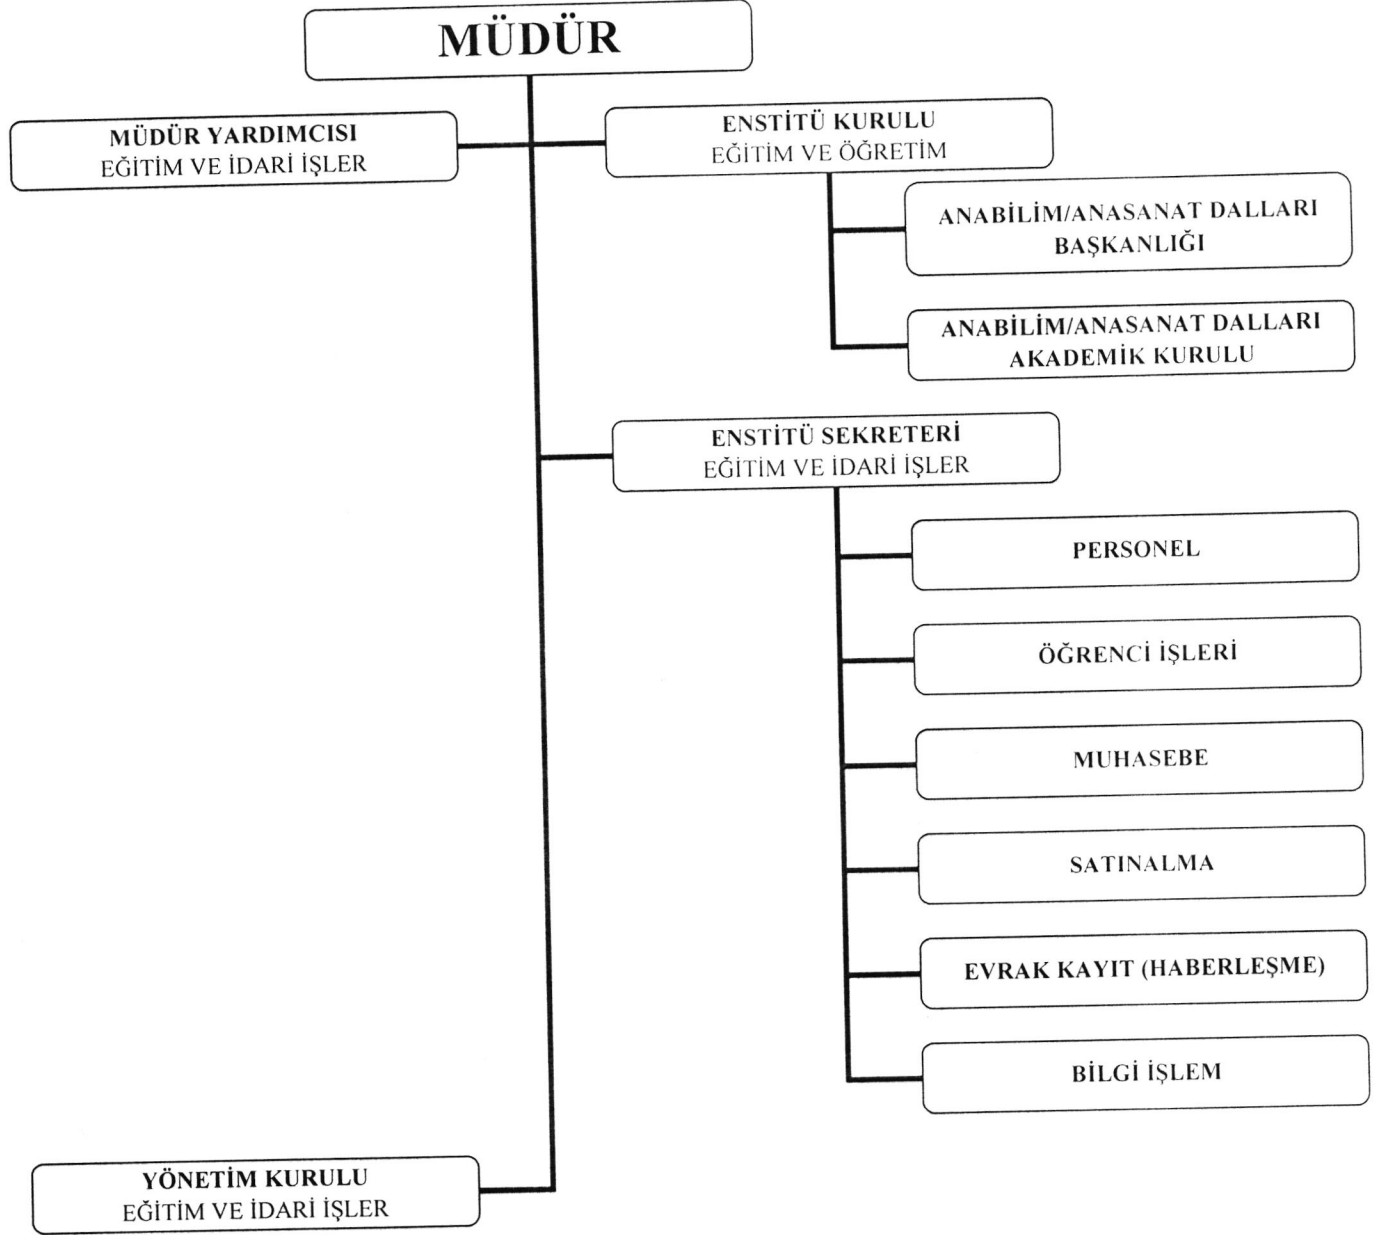 MÜDÜR
MÜDÜR YARDIMCISI
EĞİTİM VE İDARİ İŞLER
ENSTİTÜ KURULU
EĞİTİM VE ÖĞRETİM
ANABİLİM/ANASANAT DALLARI
BAŞKANLIĞI
ANABİLİM/ANASANAT DALLARI
AKADEMİK KURULU
ENSTİTÜ SEKRETERİ
EĞİTİM VE İDARİ İŞLER
PERSONEL
ÖĞRENCİ İŞLERİ
MUHASEBE
SATINALMA
EVRAK KAYIT (HABERLEŞME)
BİLGİ İŞLEM
YÖNETİM KURULU
EĞİTİM VE İDARİ İŞLER